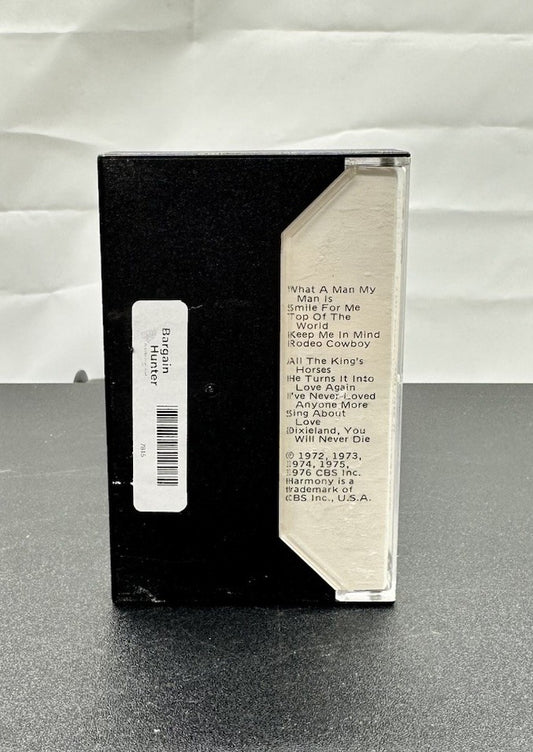 What A Man My
Man Is
Smile For Me
Top Of The
World
Keep Me In Mind
Rodeo Cowboy
All The King's
Horses
He Turns It Into
Love Again
I've Never Loved
Anyone More
Sing About
Love
Dixieland, You
Will Never Die
℗ 1972, 1973,
1974, 1975,
1976 CBS Inc.
Harmony is a
trademark of
CBS Inc., U.S.A.
Bargain
Hunter